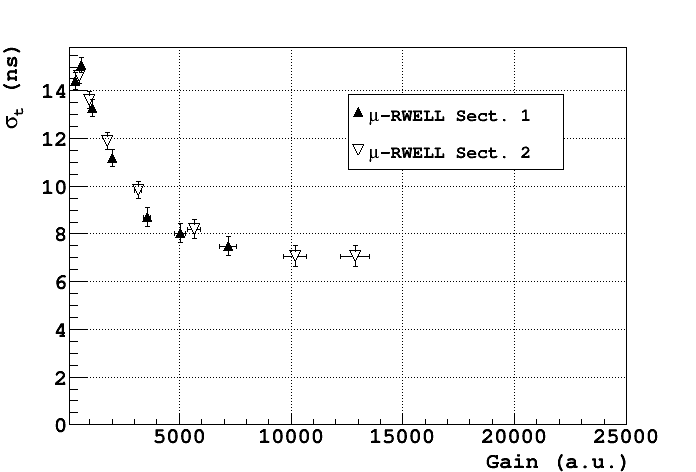 σt (ns)
14
12
10
8
6
4
2
0
μ-RWELL Sect. 1
μ-RWELL Sect. 2
5000 10000 15000 20000 25000
Gain (a.u.)